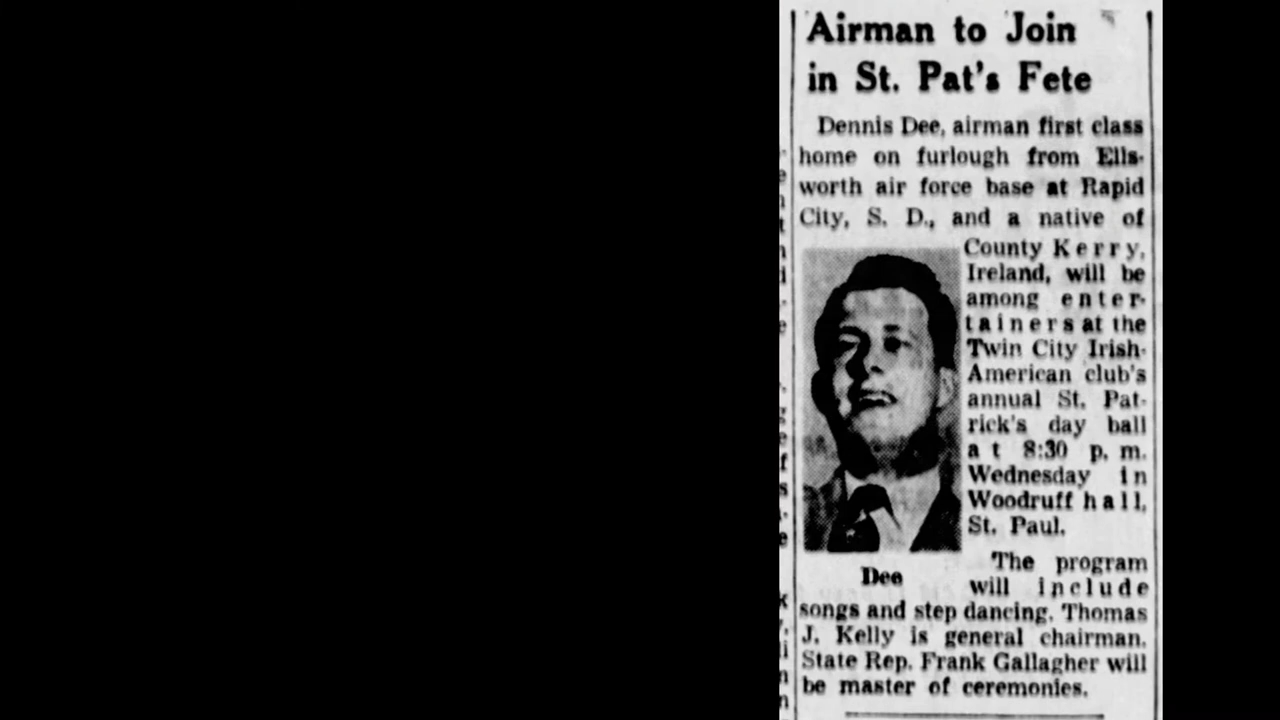 Airman to Join
in St. Pat's Fete
Dennis Dee, airman first class
home on furlough from Ells-
worth air force base at Rapid
City, S. D., and a native of
County Kerry,
Ireland, will be
among enter-
tainers at the
Twin City Irish-
American club's
annual St. Pat-
rick's day ball
at 8:30 p. m.
Wednesday in
Woodruff hall,
St. Paul.
Dee
The program
will include
songs and step dancing. Thomas
J. Kelly is general chairman.
State Rep. Frank Gallagher will
be master of ceremonies.